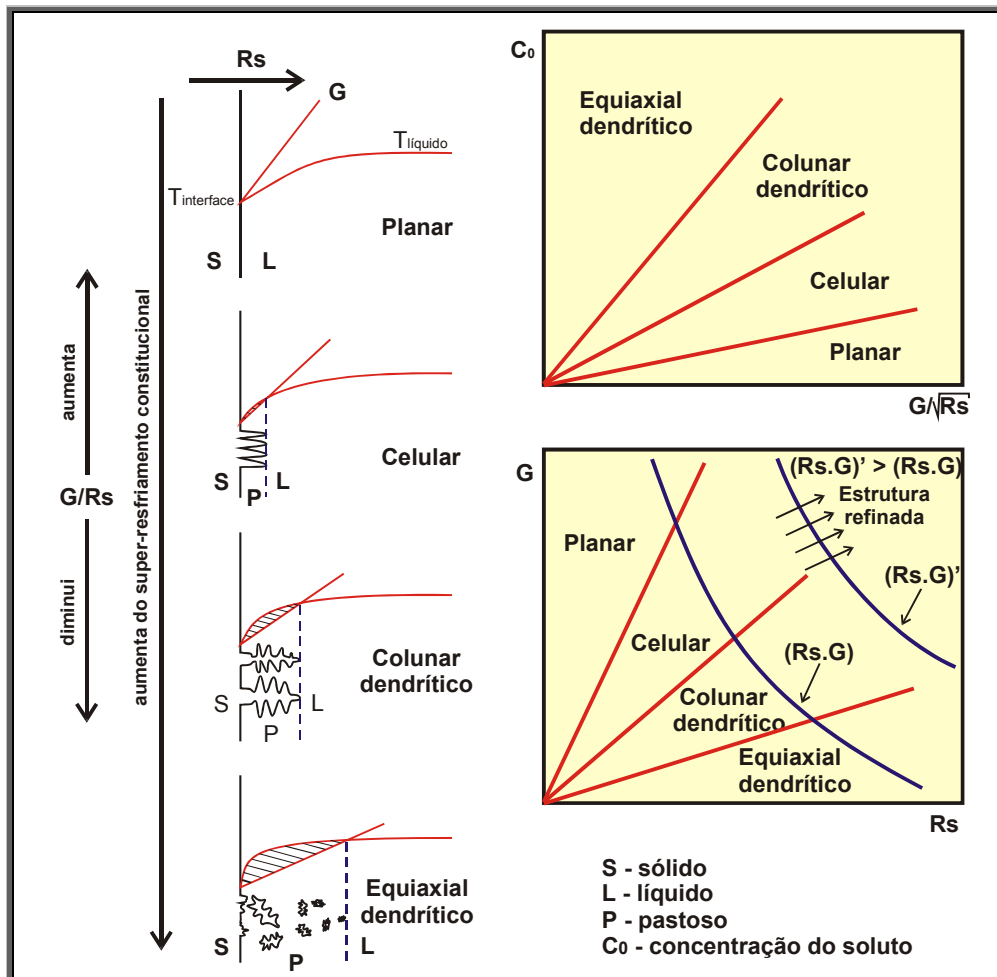 Rs
G
Tlíquido
Tinterface
Planar
S L
Celular
S P L
Colunar
dendrítico
S L
P
Equiaxial
dendrítico
S P L
aumenta
G/Rs
diminui
aumenta do super-resfriamento constitucional
C0
Equiaxial
dendrítico
Colunar
dendrítico
Celular
Planar
G/√Rs
G
(Rs.G)' > (Rs.G)
Estrutura
refinada
Planar
(Rs.G)'
Celular
(Rs.G)
Colunar
dendrítico
Equiaxial
dendrítico
Rs
S - sólido
L - líquido
P - pastoso
C0 - concentração do soluto